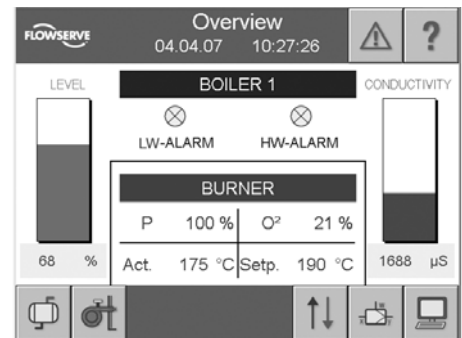 FLOWSERVE
Overview
04.04.07 10:27:26
?
LEVEL
BOILER 1
CONDUCTIVITY
LW-ALARM HW-ALARM
BURNER
P 100 % O² 21 %
68 % Act. 175 °C Setp. 190 °C 1688 µS